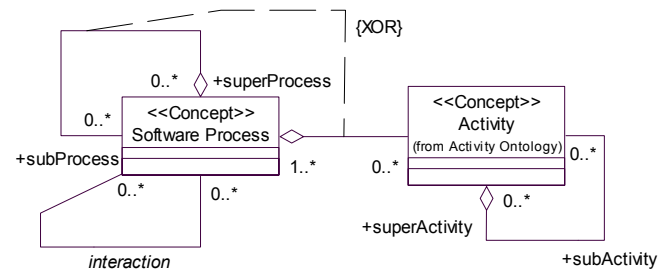 {XOR}
0..*
+superProcess
0..*
<<Concept>>
Software Process
<<Concept>>
Activity
(from Activity Ontology)
+subProcess
1..*
0..*
0..*
0..*
0..*
0..*
+superActivity
+subActivity
interaction